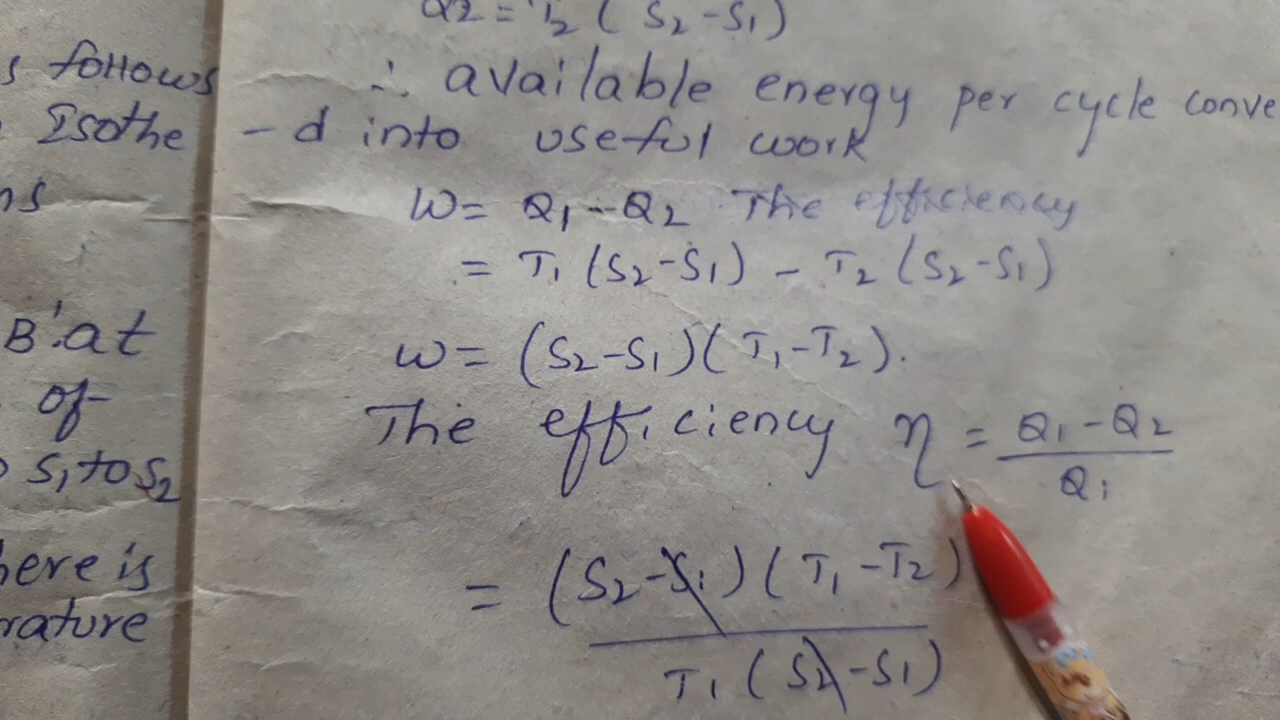 Q2 = T2 ( S2 - S1 )
s follows
∴ available energy per cycle conve
Isothe
- d into useful work
ns
W = Q1 - Q2 The efficiency
= T1 (S2 - S1) - T2 (S2 - S1)
B'at
w = (S2 - S1)(T1 - T2).
of
The efficiency η = Q1 - Q2 / Q1
S1 to S2
here is
= (S2 - S1)(T1 - T2)
rature
T1 (S2 - S1)